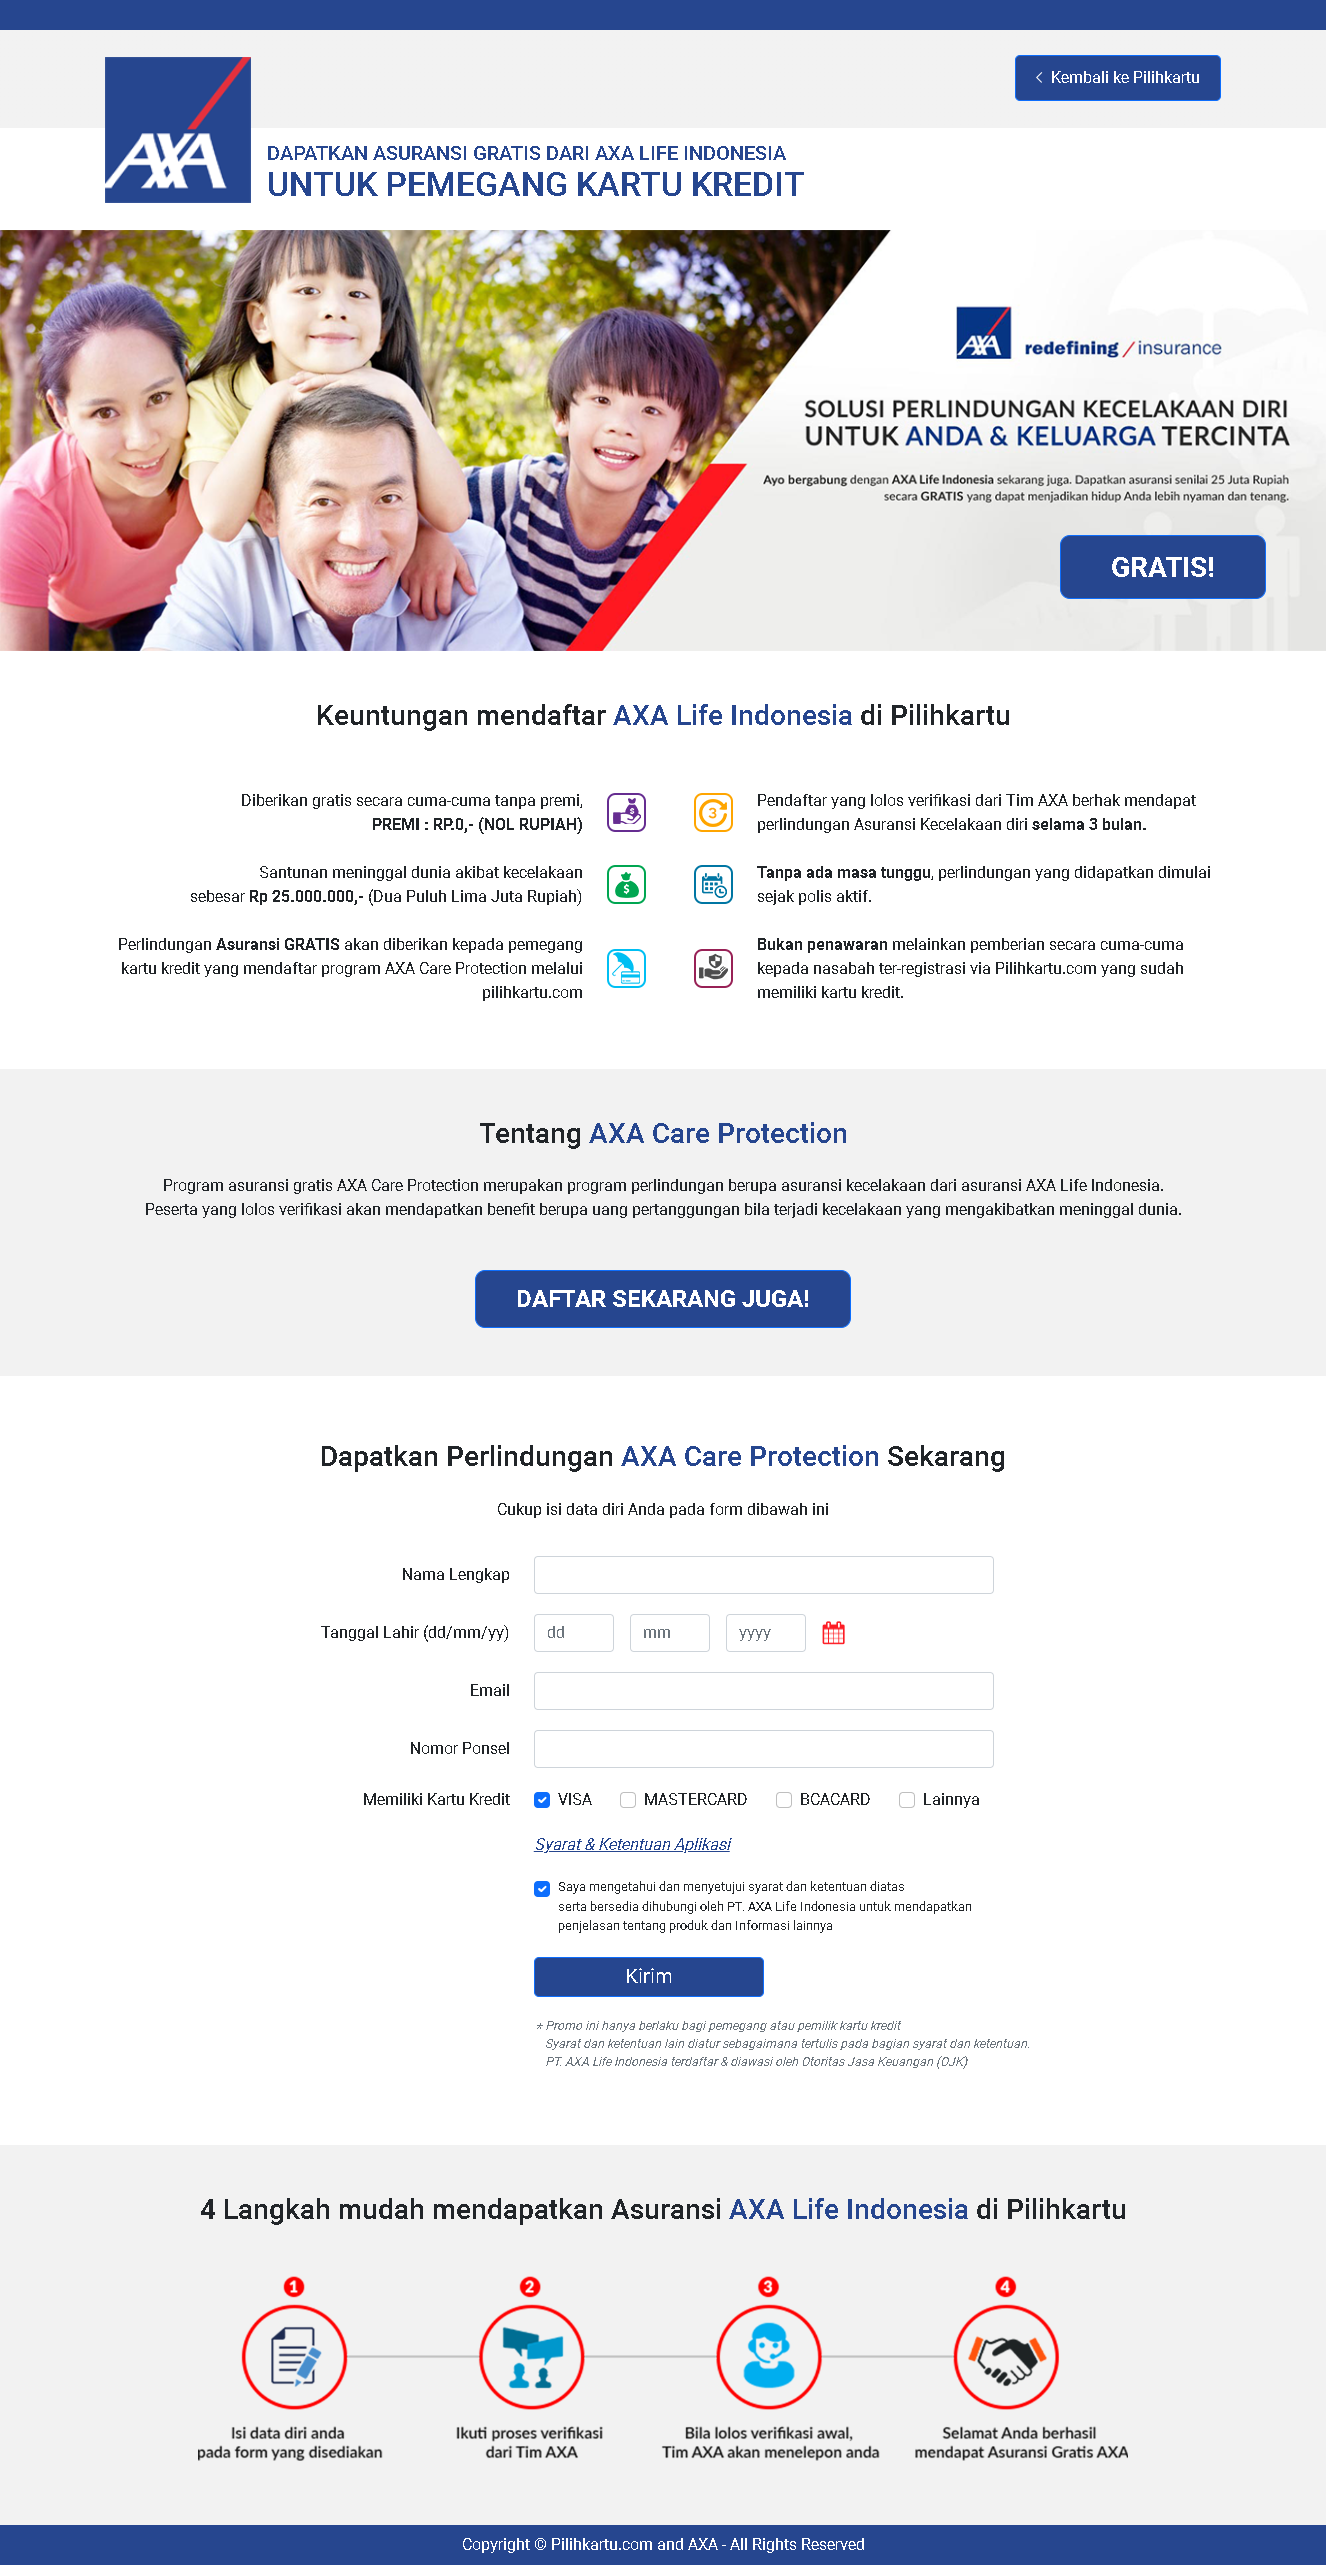 Kembali ke Pilihkartu
AXA
DAPATKAN ASURANSI GRATIS DARI AXA LIFE INDONESIA
UNTUK PEMEGANG KARTU KREDIT
AXA redefining / insurance
SOLUSI PERLINDUNGAN KECELAKAAN DIRI
UNTUK ANDA & KELUARGA TERCINTA
Ayo bergabung dengan AXA Life Indonesia sekarang juga. Dapatkan asuransi senilai 25 Juta Rupiah
secara GRATIS yang dapat menjadikan hidup Anda lebih nyaman dan tenang.
GRATIS!
Keuntungan mendaftar AXA Life Indonesia di Pilihkartu
Diberikan gratis secara cuma-cuma tanpa premi,
PREMI : RP.0,- (NOL RUPIAH)
Santunan meninggal dunia akibat kecelakaan
sebesar Rp 25.000.000,- (Dua Puluh Lima Juta Rupiah)
Perlindungan Asuransi GRATIS akan diberikan kepada pemegang
kartu kredit yang mendaftar program AXA Care Protection melalui
pilihkartu.com
3
Pendaftar yang lolos verifikasi dari Tim AXA berhak mendapat
perlindungan Asuransi Kecelakaan diri selama 3 bulan.
Tanpa ada masa tunggu, perlindungan yang didapatkan dimulai
sejak polis aktif.
Bukan penawaran melainkan pemberian secara cuma-cuma
kepada nasabah ter-registrasi via Pilihkartu.com yang sudah
memiliki kartu kredit.
Tentang AXA Care Protection
Program asuransi gratis AXA Care Protection merupakan program perlindungan berupa asuransi kecelakaan dari asuransi AXA Life Indonesia.
Peserta yang lolos verifikasi akan mendapatkan benefit berupa uang pertanggungan bila terjadi kecelakaan yang mengakibatkan meninggal dunia.
DAFTAR SEKARANG JUGA!
Dapatkan Perlindungan AXA Care Protection Sekarang
Cukup isi data diri Anda pada form dibawah ini
Nama Lengkap
Tanggal Lahir (dd/mm/yy) dd mm yyyy
Email
Nomor Ponsel
Memiliki Kartu Kredit VISA MASTERCARD BCACARD Lainnya
Syarat & Ketentuan Aplikasi
Saya mengetahui dan menyetujui syarat dan ketentuan diatas
serta bersedia dihubungi oleh PT. AXA Life Indonesia untuk mendapatkan
penjelasan tentang produk dan Informasi lainnya
Kirim
* Promo ini hanya berlaku bagi pemegang atau pemilik kartu kredit
Syarat dan ketentuan lain diatur sebagaimana tertulis pada bagian syarat dan ketentuan.
PT. AXA Life Indonesia terdaftar & diawasi oleh Otoritas Jasa Keuangan (OJK)
4 Langkah mudah mendapatkan Asuransi AXA Life Indonesia di Pilihkartu
1
Isi data diri anda
pada form yang disediakan
2
Ikuti proses verifikasi
dari Tim AXA
3
Bila lolos verifikasi awal,
Tim AXA akan menelepon anda
4
Selamat Anda berhasil
mendapat Asuransi Gratis AXA
Copyright © Pilihkartu.com and AXA - All Rights Reserved